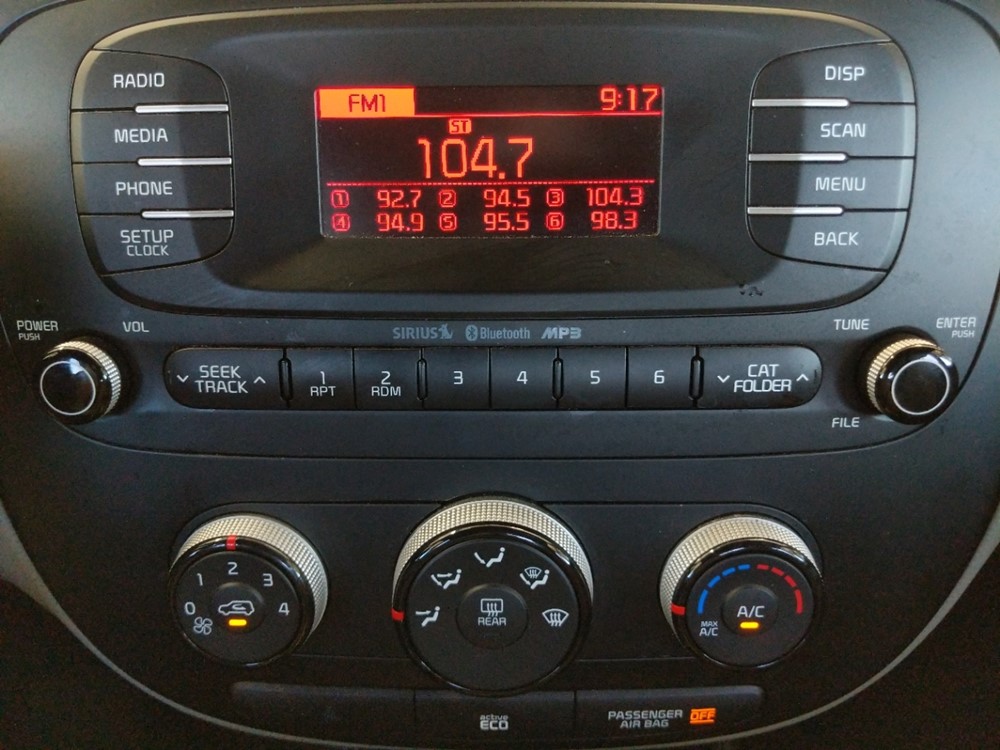 RADIO
MEDIA
PHONE
SETUP
CLOCK
FM1 9:17
ST
104.7
1 92.7 2 94.5 3 104.3
4 94.9 5 95.5 6 98.3
DISP
SCAN
MENU
BACK
POWER
PUSH
VOL
SIRIUS Bluetooth MP3
TUNE
ENTER
PUSH
SEEK
TRACK
1
RPT
2
RDM
3
4
5
6
CAT
FOLDER
FILE
0 1 2 3 4
REAR
MAX
A/C
A/C
active
ECO
PASSENGER
AIR BAG
OFF